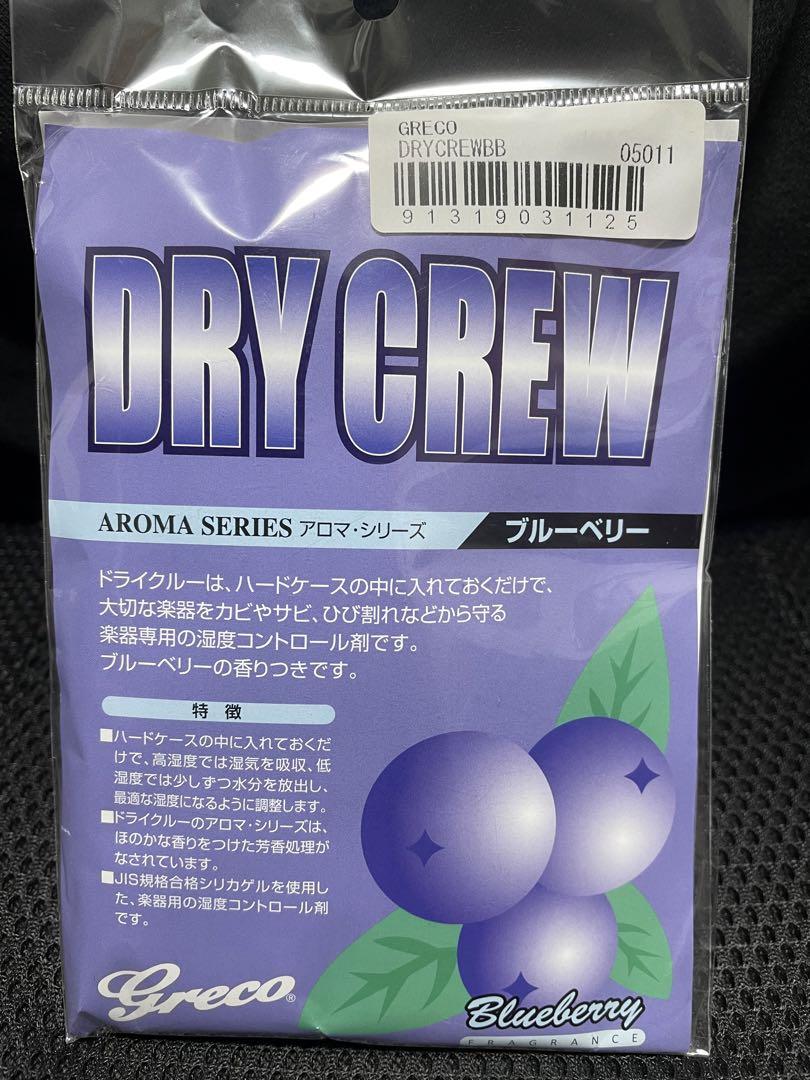 GRECO
DRYCREWBB 05011
91319031125
DRY CREW
AROMA SERIES アロマ・シリーズ ブルーベリー
ドライクルーは、ハードケースの中に入れておくだけで、
大切な楽器をカビやサビ、ひび割れなどから守る
楽器専用の湿度コントロール剤です。
ブルーベリーの香りつきです。
特 徴
■ハードケースの中に入れておくだ
けで、高湿度では湿気を吸収、低
湿度では少しずつ水分を放出し、
最適な湿度になるように調整します。
■ドライクルーのアロマ・シリーズは、
ほのかな香りをつけた芳香処理が
なされています。
■JIS規格合格シリカゲルを使用し
た、楽器用の湿度コントロール剤
です。
Greco®
Blueberry
FRAGRANCE